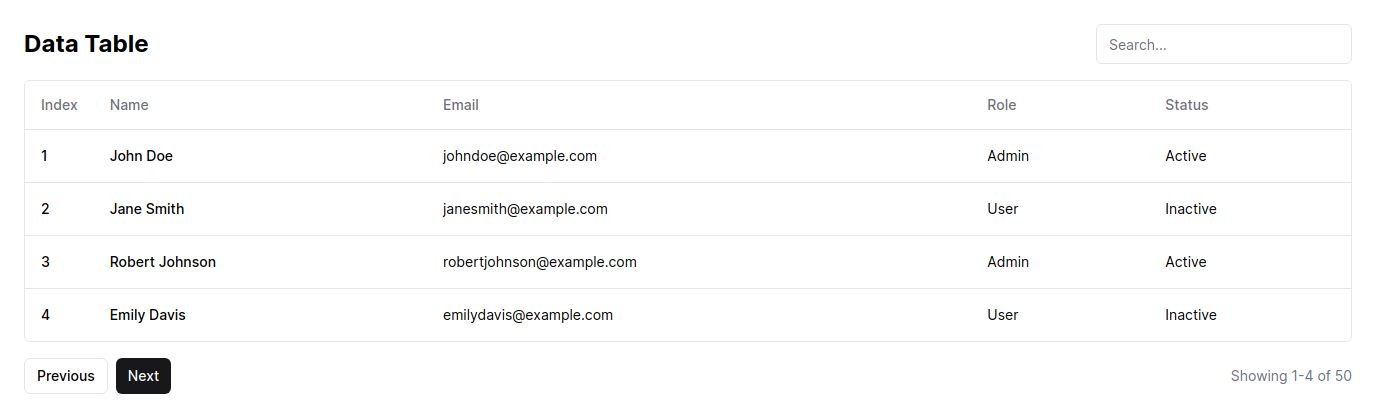 Data Table
Search...
Index Name Email Role Status
1 John Doe johndoe@example.com Admin Active
2 Jane Smith janesmith@example.com User Inactive
3 Robert Johnson robertjohnson@example.com Admin Active
4 Emily Davis emilydavis@example.com User Inactive
Previous Next Showing 1-4 of 50